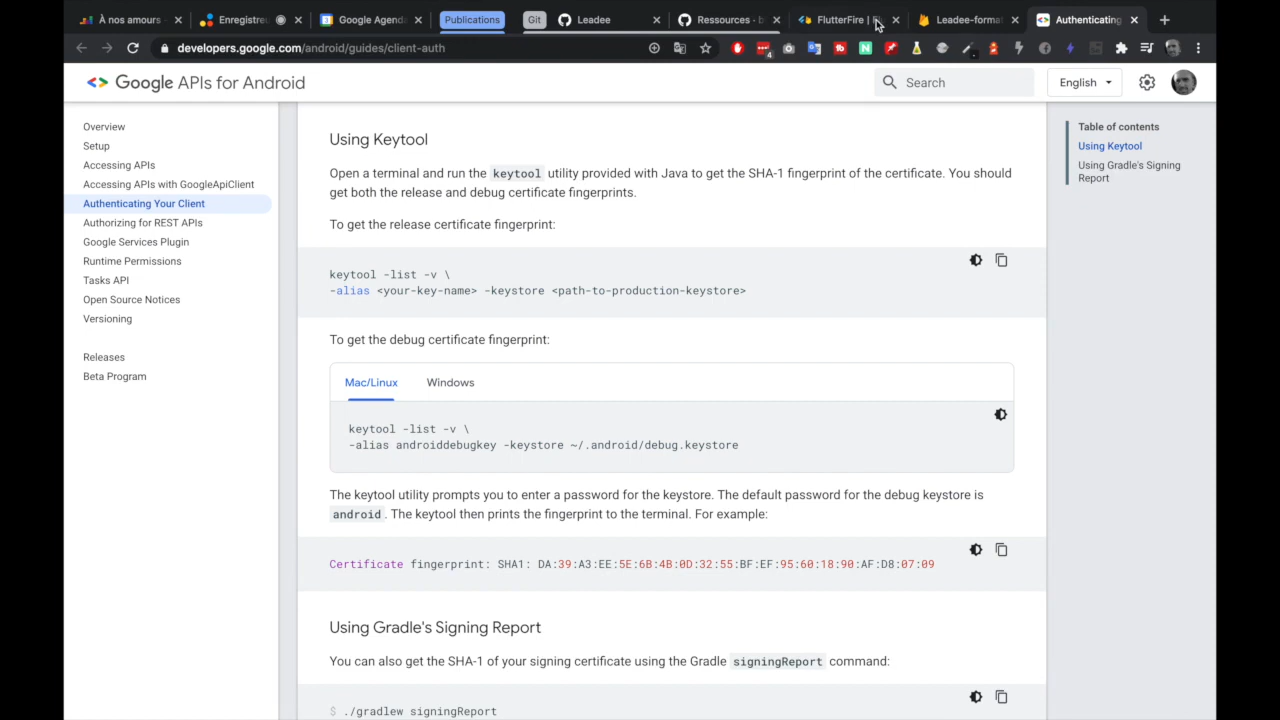 À nos amours -
Enregistreu
Google Agenda
Publications
Git
Leadee
Ressources - b
FlutterFire |
Leadee-format
Authenticating
developers.google.com/android/guides/client-auth
4
Google APIs for Android
Search
English
Overview
Setup
Accessing APIs
Accessing APIs with GoogleApiClient
Authenticating Your Client
Authorizing for REST APIs
Google Services Plugin
Runtime Permissions
Tasks API
Open Source Notices
Versioning
Releases
Beta Program
Using Keytool
Open a terminal and run the keytool utility provided with Java to get the SHA-1 fingerprint of the certificate. You should
get both the release and debug certificate fingerprints.
To get the release certificate fingerprint:
keytool -list -v \
-alias <your-key-name> -keystore <path-to-production-keystore>
To get the debug certificate fingerprint:
Mac/Linux
Windows
keytool -list -v \
-alias androiddebugkey -keystore ~/.android/debug.keystore
The keytool utility prompts you to enter a password for the keystore. The default password for the debug keystore is
android. The keytool then prints the fingerprint to the terminal. For example:
Certificate fingerprint: SHA1: DA:39:A3:EE:5E:6B:4B:0D:32:55:BF:EF:95:60:18:90:AF:D8:07:09
Using Gradle's Signing Report
You can also get the SHA-1 of your signing certificate using the Gradle signingReport command:
$ ./gradlew signingReport
Table of contents
Using Keytool
Using Gradle's Signing
Report